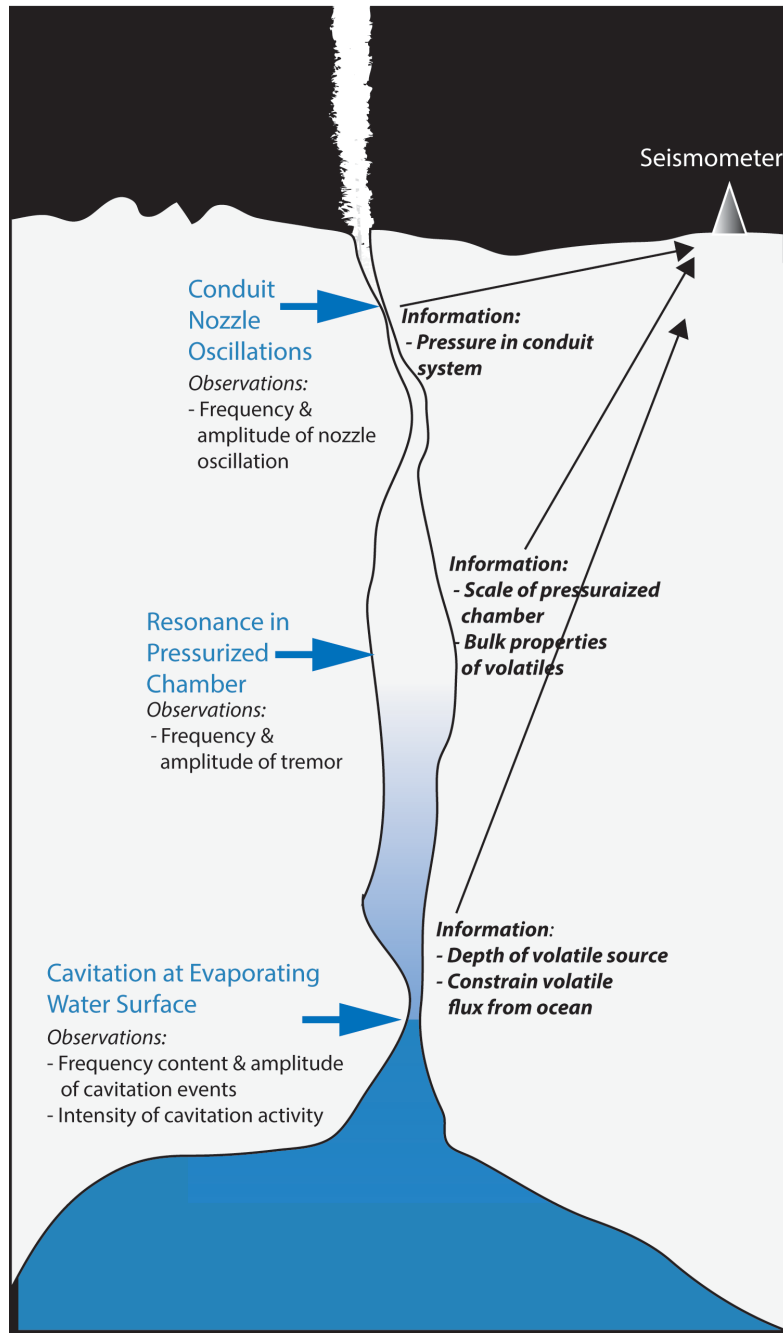 Seismometer
Conduit
Nozzle
Oscillations
Observations:
- Frequency &
amplitude of nozzle
oscillation
Information:
- Pressure in conduit
system
Information:
- Scale of pressuraized
chamber
- Bulk properties
of volatiles
Resonance in
Pressurized
Chamber
Observations:
- Frequency &
amplitude of tremor
Information:
- Depth of volatile source
- Constrain volatile
flux from ocean
Cavitation at Evaporating
Water Surface
Observations:
- Frequency content & amplitude
of cavitation events
- Intensity of cavitation activity